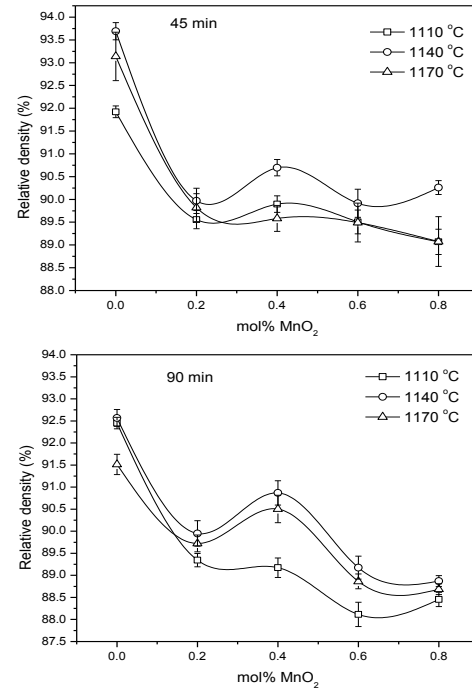 45 min
1110 °C
1140 °C
1170 °C
94.0
93.5
93.0
92.5
92.0
91.5
91.0
90.5
90.0
89.5
89.0
88.5
88.0
Relative density (%)
0.0 0.2 0.4 0.6 0.8
mol% MnO₂
90 min
1110 °C
1140 °C
1170 °C
94.0
93.5
93.0
92.5
92.0
91.5
91.0
90.5
90.0
89.5
89.0
88.5
88.0
87.5
Relative density (%)
0.0 0.2 0.4 0.6 0.8
mol% MnO₂